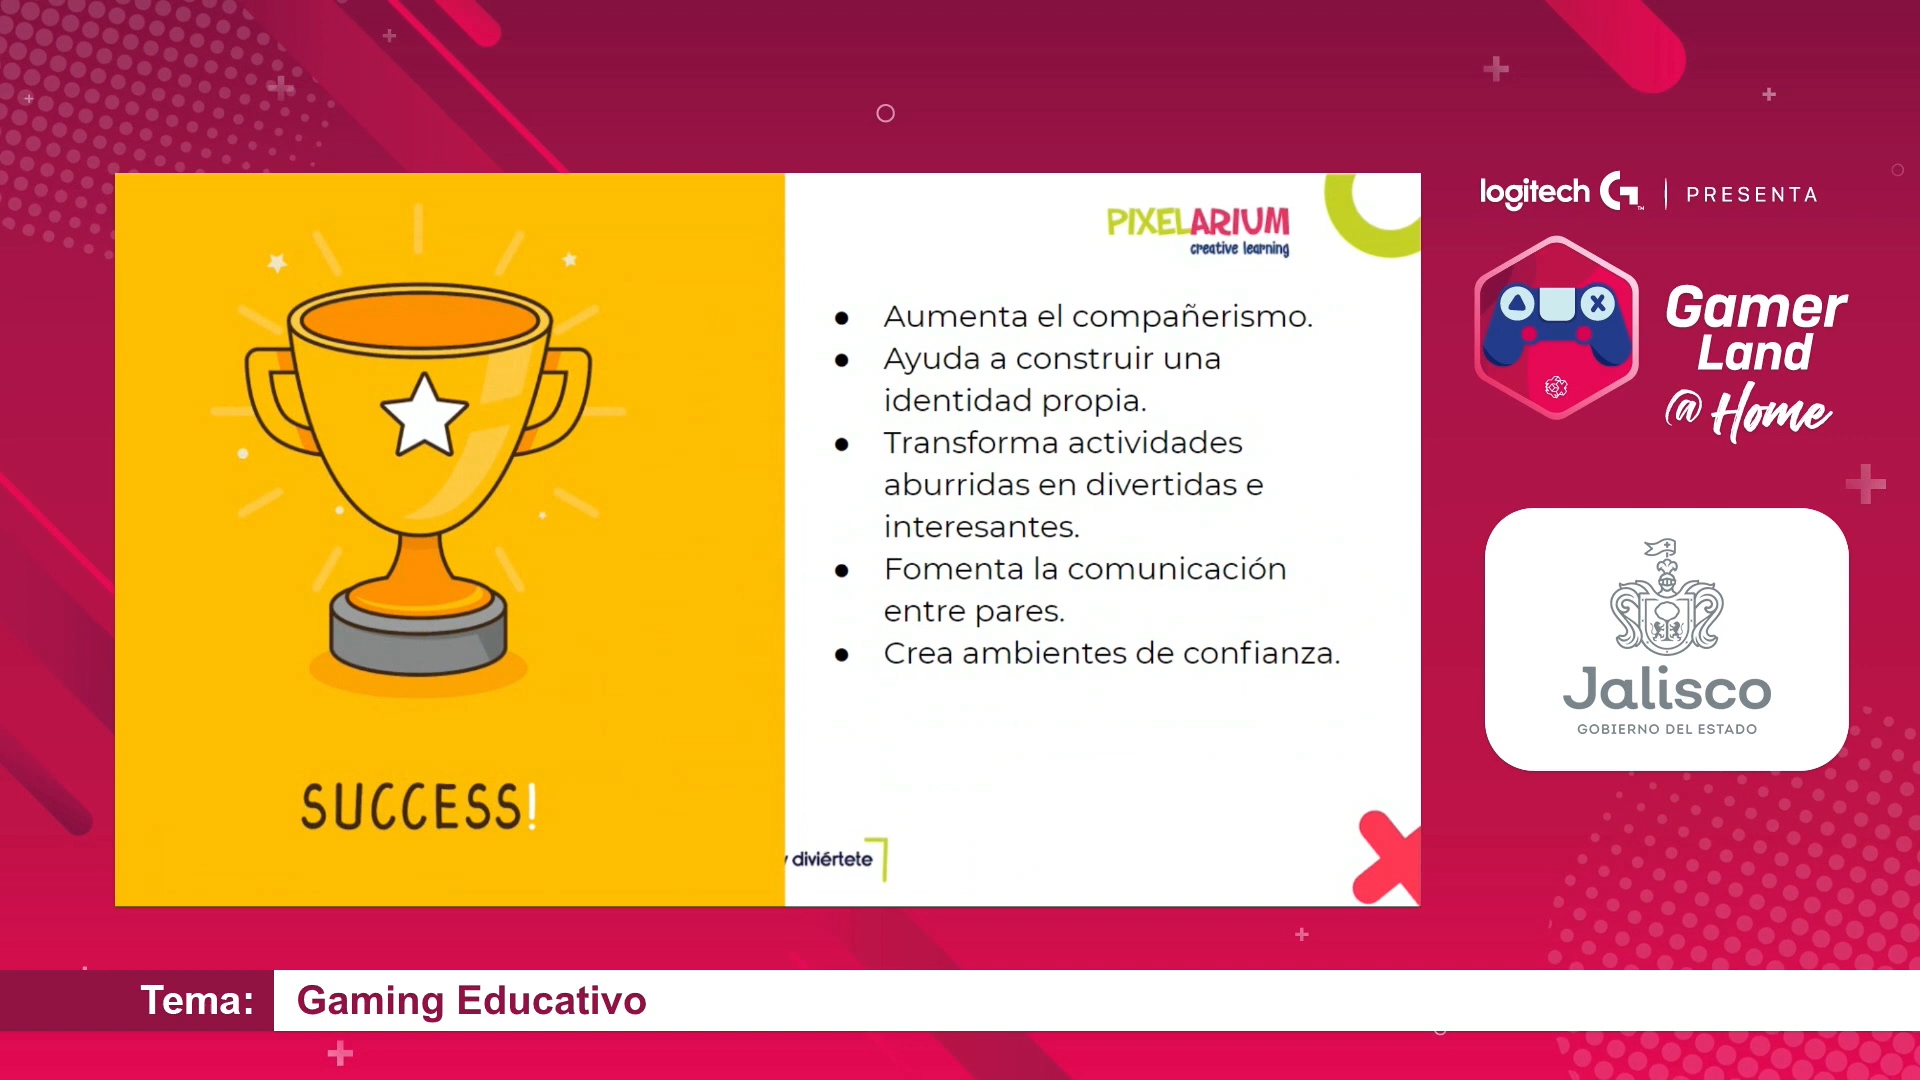 PIXELARIUM
creative learning
● Aumenta el compañerismo.
● Ayuda a construir una
identidad propia.
● Transforma actividades
aburridas en divertidas e
interesantes.
● Fomenta la comunicación
entre pares.
● Crea ambientes de confianza.
SUCCESS!
y diviértete
logitech G™ | PRESENTA
Gamer
Land
@ Home
Jalisco
GOBIERNO DEL ESTADO
Tema: Gaming Educativo